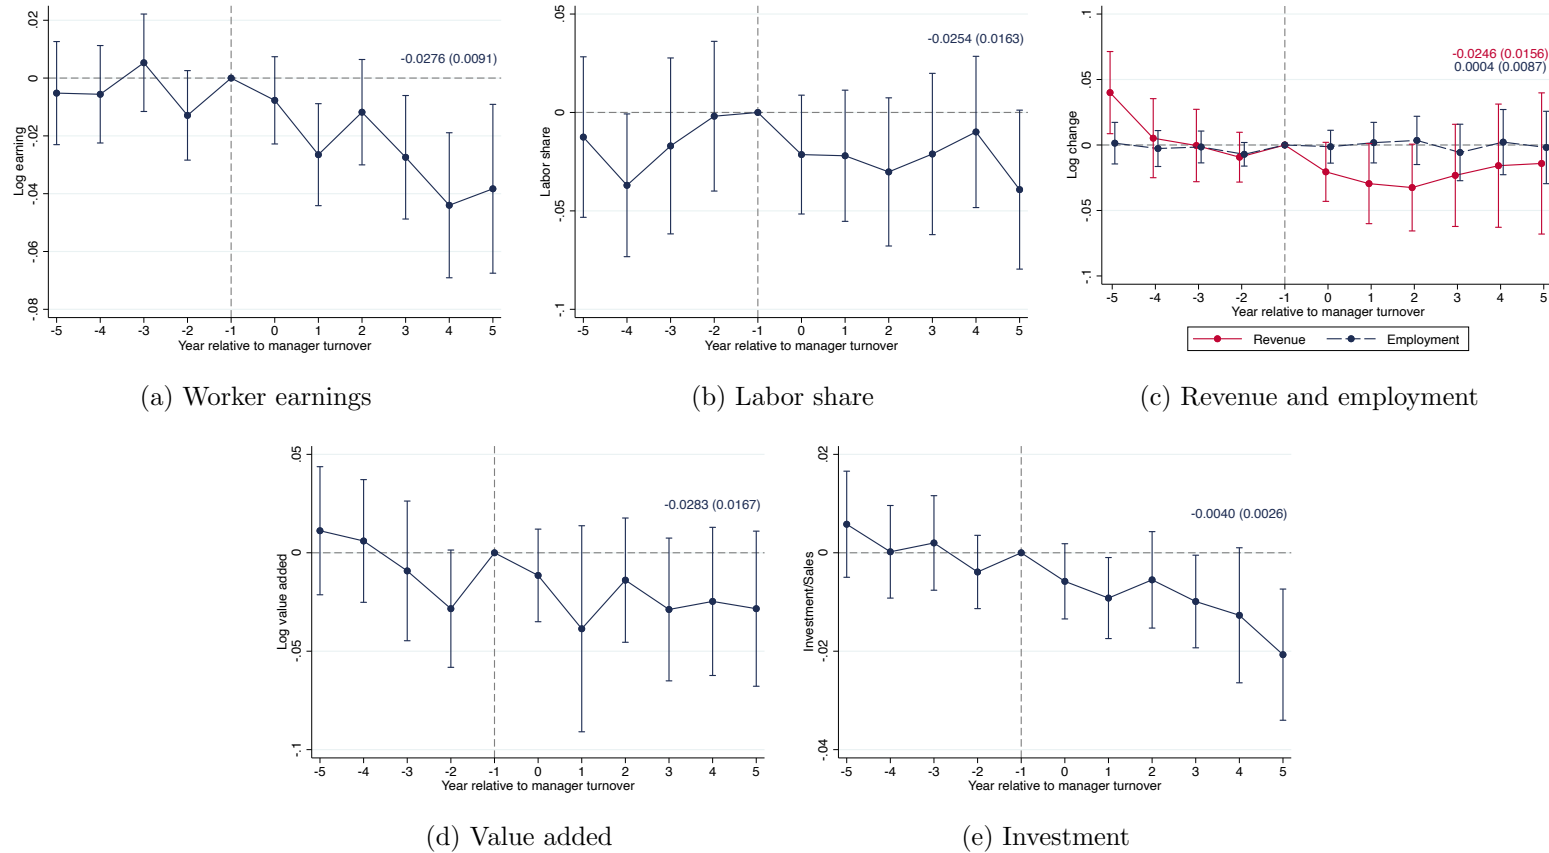 .02
0
-.02
-.04
-.06
-.08
Log earning
-0.0276 (0.0091)
-5 -4 -3 -2 -1 0 1 2 3 4 5
Year relative to manager turnover
(a) Worker earnings
.05
0
-.05
-.1
Labor share
-0.0254 (0.0163)
-5 -4 -3 -2 -1 0 1 2 3 4 5
Year relative to manager turnover
(b) Labor share
.1
.05
0
-.05
-.1
Log change
-0.0246 (0.0156)
0.0004 (0.0087)
-5 -4 -3 -2 -1 0 1 2 3 4 5
Year relative to manager turnover
Revenue Employment
(c) Revenue and employment
.05
0
-.05
-.1
Log value added
-0.0283 (0.0167)
-5 -4 -3 -2 -1 0 1 2 3 4 5
Year relative to manager turnover
(d) Value added
.02
0
-.02
-.04
Investment/Sales
-0.0040 (0.0026)
-5 -4 -3 -2 -1 0 1 2 3 4 5
Year relative to manager turnover
(e) Investment